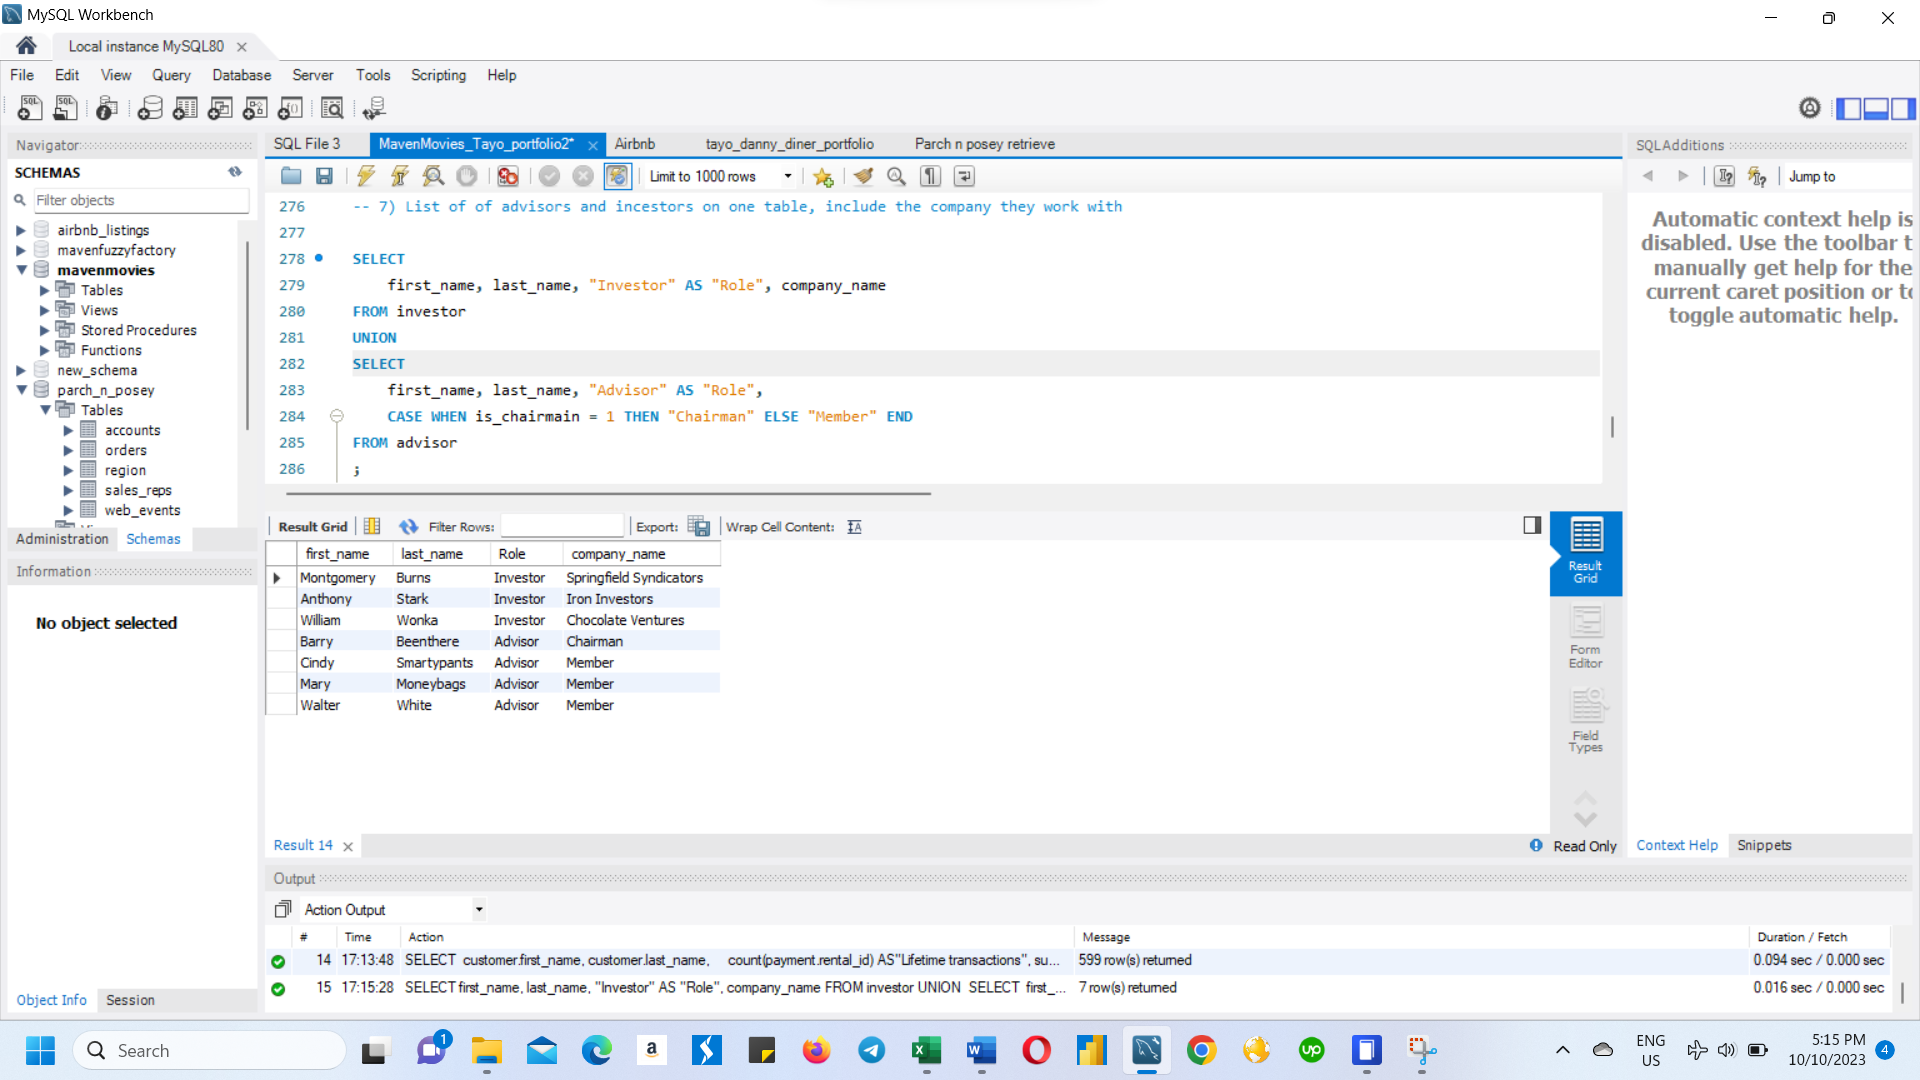 MySQL Workbench
Local instance MySQL80
File Edit View Query Database Server Tools Scripting Help
Navigator
SCHEMAS
Filter objects
airbnb_listings
mavenfuzzyfactory
mavenmovies
Tables
Views
Stored Procedures
Functions
new_schema
parch_n_posey
Tables
accounts
orders
region
sales_reps
web_events
Administration Schemas
Information
No object selected
Object Info Session
SQL File 3 MavenMovies_Tayo_portfolio2* Airbnb tayo_danny_diner_portfolio Parch n posey retrieve
Limit to 1000 rows
276 -- 7) List of of advisors and incestors on one table, include the company they work with
277
278 SELECT
279 first_name, last_name, "Investor" AS "Role", company_name
280 FROM investor
281 UNION
282 SELECT
283 first_name, last_name, "Advisor" AS "Role",
284 CASE WHEN is_chairmain = 1 THEN "Chairman" ELSE "Member" END
285 FROM advisor
286 ;
Result Grid Filter Rows: Export: Wrap Cell Content:
first_name last_name Role company_name
Montgomery Burns Investor Springfield Syndicators
Anthony Stark Investor Iron Investors
William Wonka Investor Chocolate Ventures
Barry Beenthere Advisor Chairman
Cindy Smartypants Advisor Member
Mary Moneybags Advisor Member
Walter White Advisor Member
Result
Grid
Form
Editor
Field
Types
Result 14
Read Only
SQLAdditions
Jump to
Automatic context help is
disabled. Use the toolbar t
manually get help for the
current caret position or to
toggle automatic help.
Context Help Snippets
Output
Action Output
# Time Action Message Duration / Fetch
14 17:13:48 SELECT customer.first_name, customer.last_name, count(payment.rental_id) AS"Lifetime transactions", su... 599 row(s) returned 0.094 sec / 0.000 sec
15 17:15:28 SELECT first_name, last_name, "Investor" AS "Role", company_name FROM investor UNION SELECT first_... 7 row(s) returned 0.016 sec / 0.000 sec
Search
1
ENG
US
5:15 PM
10/10/2023
4